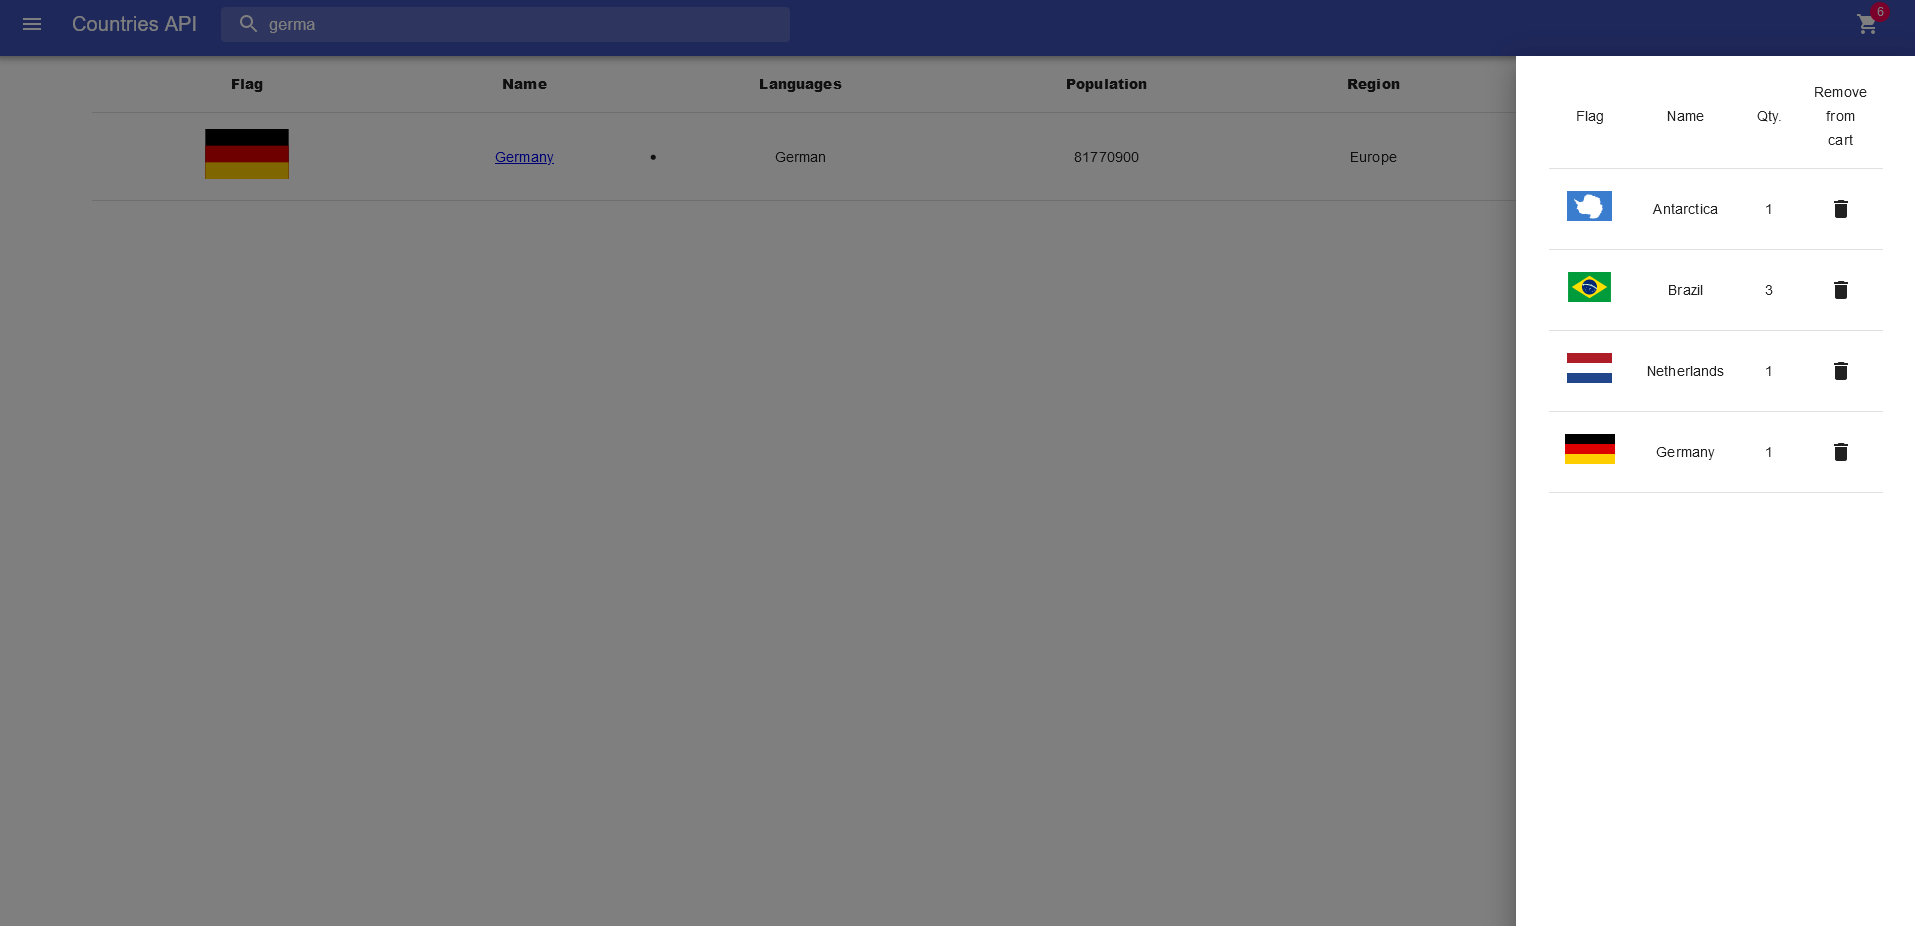 Countries API
germa
6
Flag Name Languages Population Region
Germany • German 81770900 Europe
Flag Name Qty. Remove from cart
Antarctica 1
Brazil 3
Netherlands 1
Germany 1